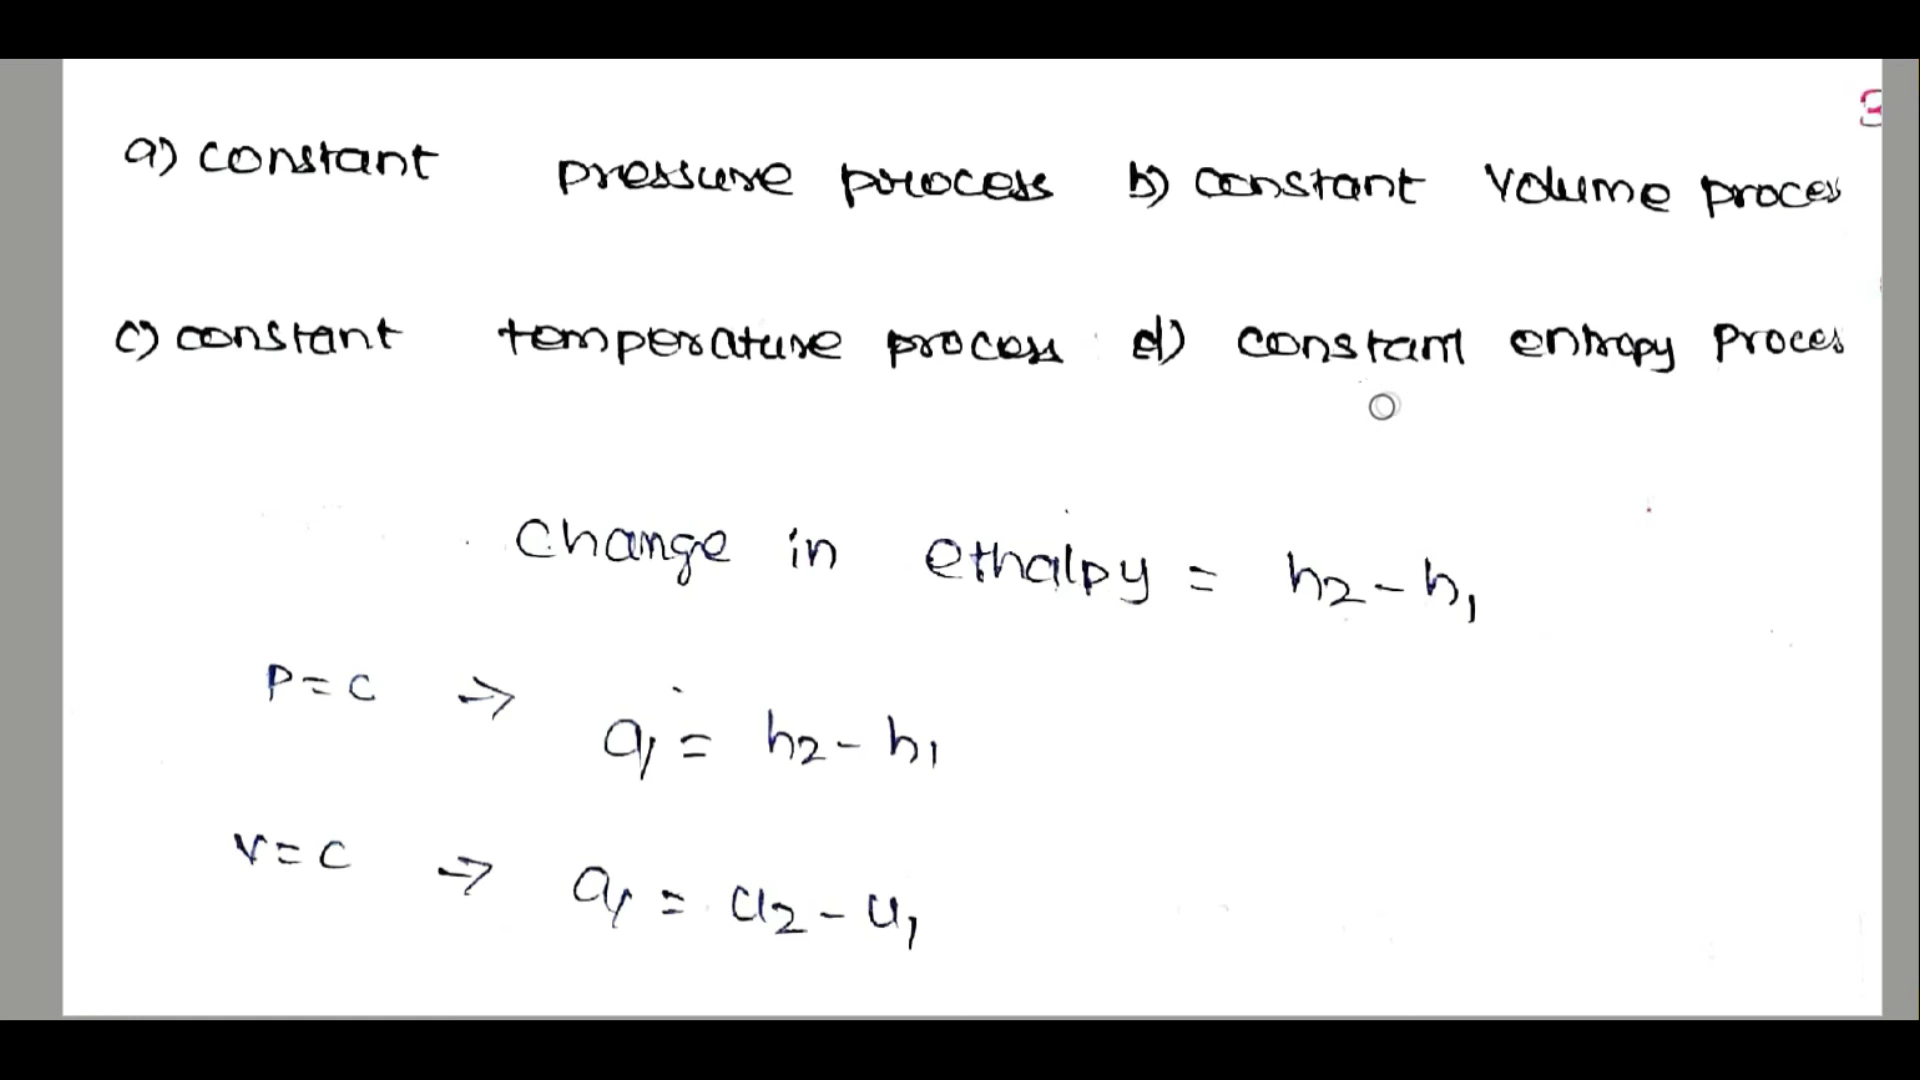 3
a) constant pressure process b) constant volume proces
c) constant temperature process d) constant entropy proces
Change in ethalpy = h2 - h1
P = C → q = h2 - h1
V = C → q = u2 - u1